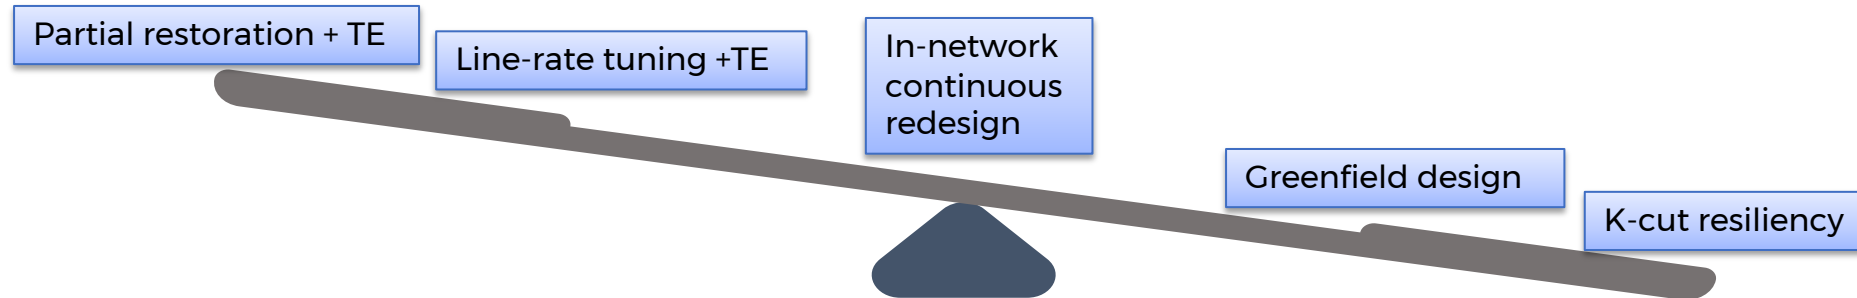 Partial restoration + TE
Line-rate tuning +TE
In-network
continuous
redesign
Greenfield design
K-cut resiliency